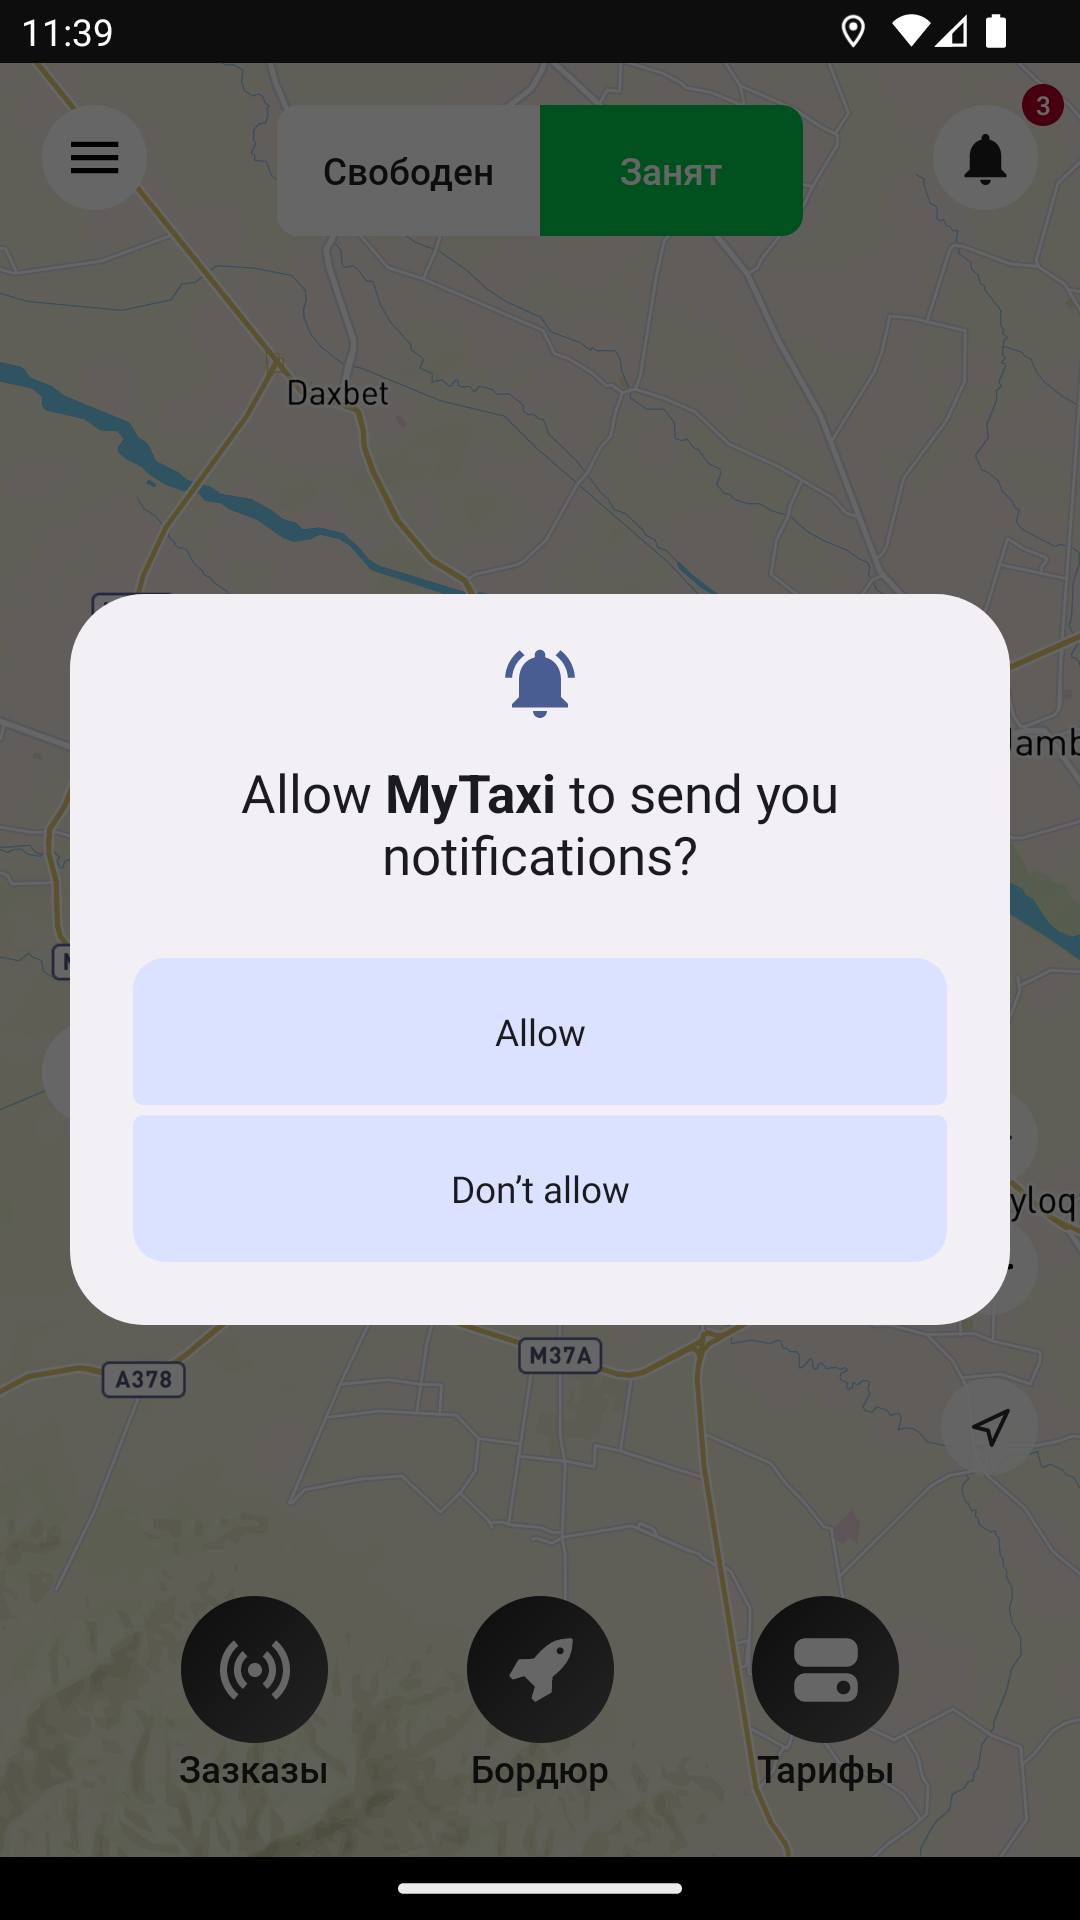 11:39
3
Свободен
Занят
Daxbet
Allow MyTaxi to send you
notifications?
Allow
Don’t allow
yloq
M37A
A378
Зазказы
Бордюр
Тарифы